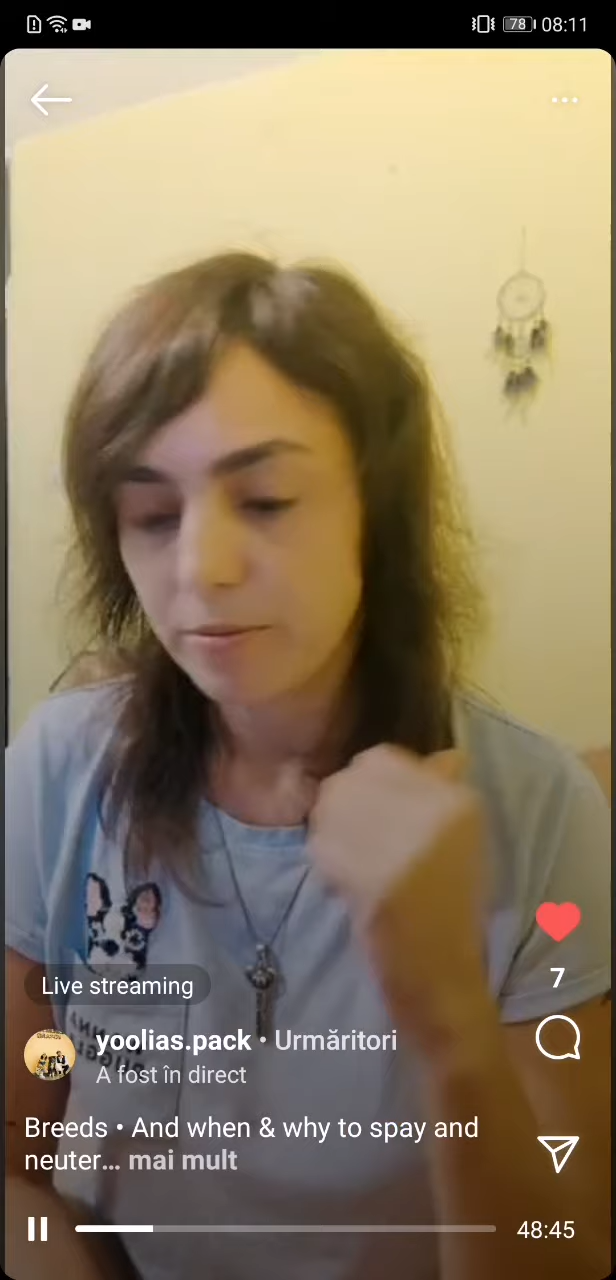 78 08:11
Live streaming
yoolias.pack • Urmăritori
A fost în direct
Breeds • And when & why to spay and
neuter... mai mult
7
48:45